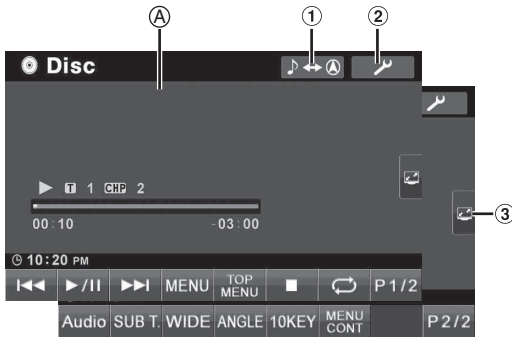 A
1
2
Disc
T 1 CHP 2
3
00:10 -03:00
10:20 PM
MENU TOP MENU P1/2
Audio SUB T. WIDE ANGLE 10KEY MENU CONT P2/2